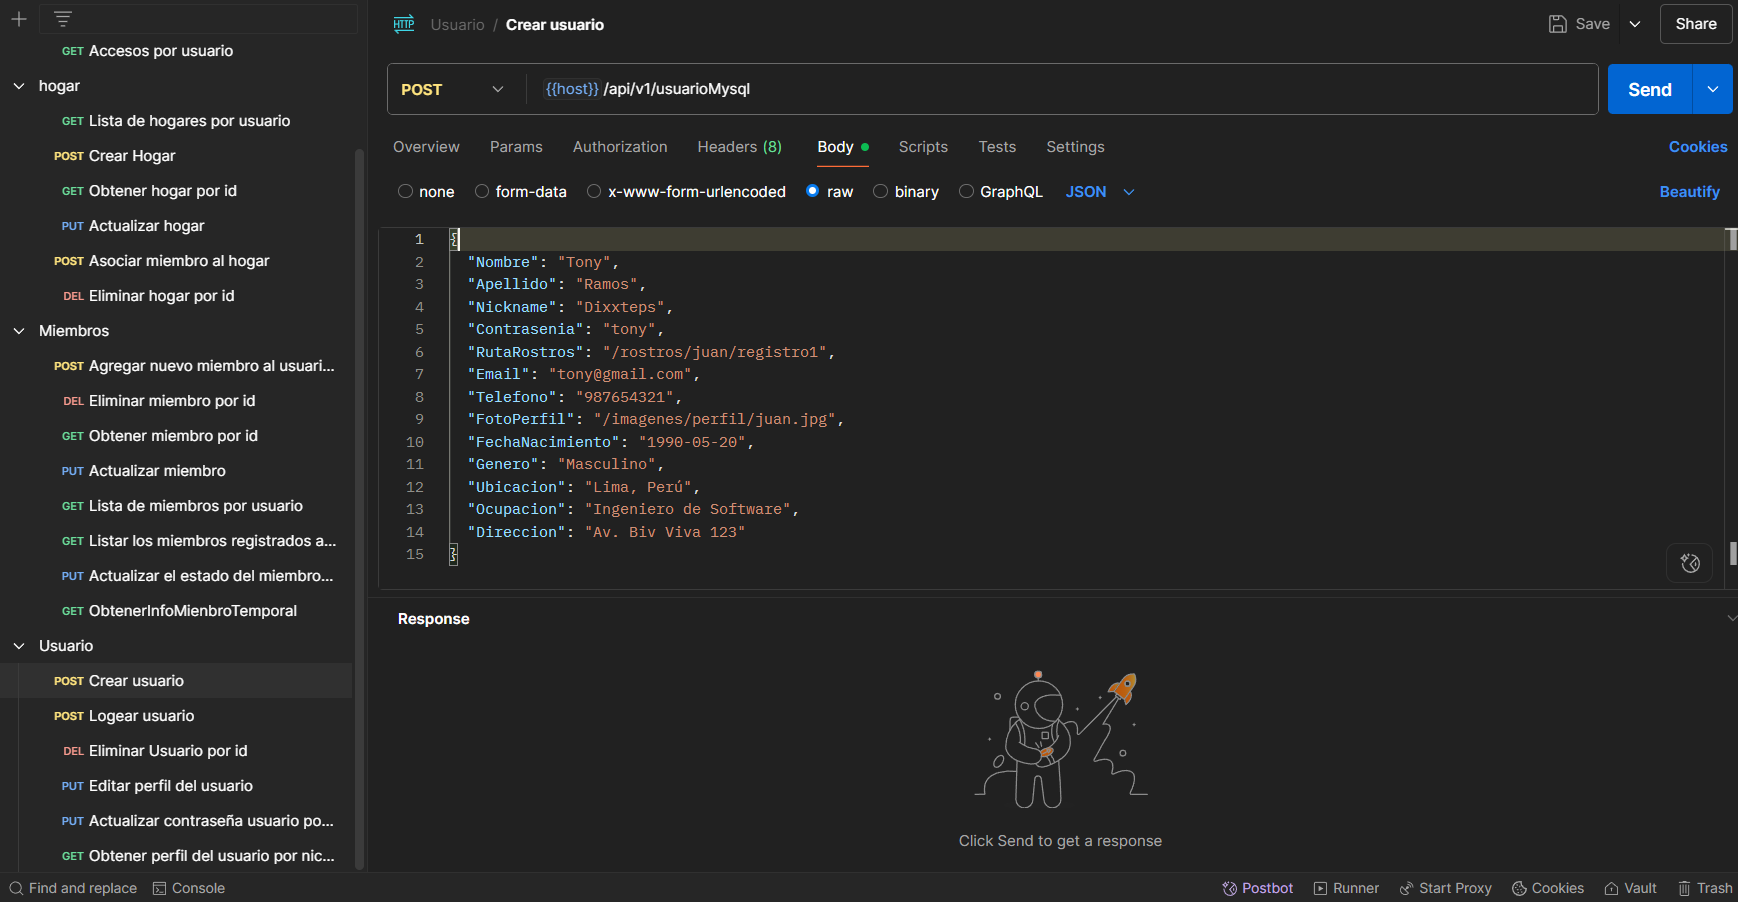 GET Accesos por usuario
hogar
GET Lista de hogares por usuario
POST Crear Hogar
GET Obtener hogar por id
PUT Actualizar hogar
POST Asociar miembro al hogar
DEL Eliminar hogar por id
Miembros
POST Agregar nuevo miembro al usuari...
DEL Eliminar miembro por id
GET Obtener miembro por id
PUT Actualizar miembro
GET Lista de miembros por usuario
GET Listar los miembros registrados a...
PUT Actualizar el estado del miembro...
GET ObtenerInfoMienbroTemporal
Usuario
POST Crear usuario
POST Logear usuario
DEL Eliminar Usuario por id
PUT Editar perfil del usuario
PUT Actualizar contraseña usuario po...
GET Obtener perfil del usuario por nic...
HTTP Usuario / Crear usuario Save Share
POST {{host}} /api/v1/usuarioMysql Send
Overview Params Authorization Headers (8) Body Scripts Tests Settings Cookies
none form-data x-www-form-urlencoded raw binary GraphQL JSON Beautify
1 {
2 "Nombre": "Tony",
3 "Apellido": "Ramos",
4 "Nickname": "Dixxteps",
5 "Contrasenia": "tony",
6 "RutaRostros": "/rostros/juan/registro1",
7 "Email": "tony@gmail.com",
8 "Telefono": "987654321",
9 "FotoPerfil": "/imagenes/perfil/juan.jpg",
10 "FechaNacimiento": "1990-05-20",
11 "Genero": "Masculino",
12 "Ubicacion": "Lima, Perú",
13 "Ocupacion": "Ingeniero de Software",
14 "Direccion": "Av. Biv Viva 123"
15 }
Response
Click Send to get a response
Find and replace Console Postbot Runner Start Proxy Cookies Vault Trash